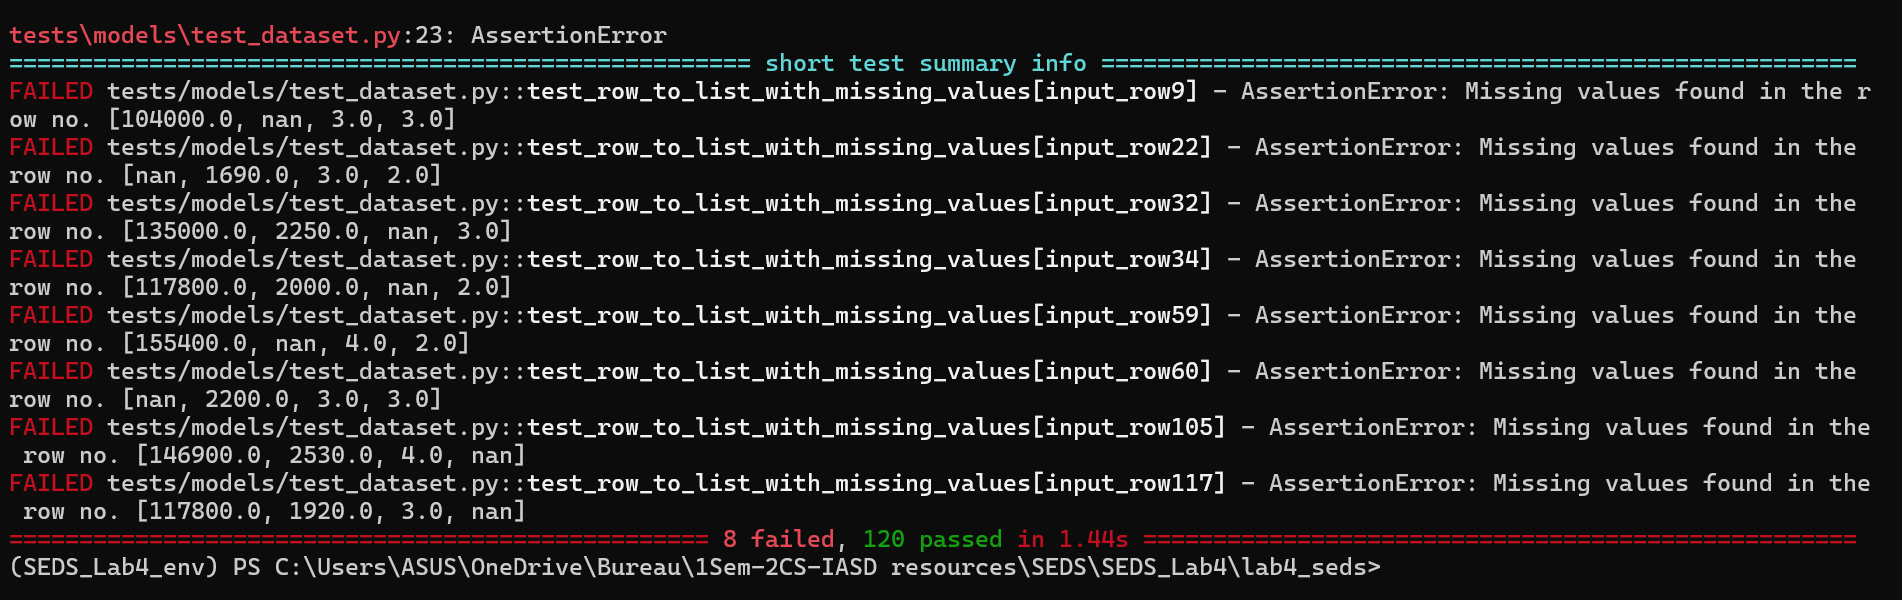 tests\models\test_dataset.py:23: AssertionError
===================================================== short test summary info ======================================================
FAILED tests/models/test_dataset.py::test_row_to_list_with_missing_values[input_row9] - AssertionError: Missing values found in the r
ow no. [104000.0, nan, 3.0, 3.0]
FAILED tests/models/test_dataset.py::test_row_to_list_with_missing_values[input_row22] - AssertionError: Missing values found in the
row no. [nan, 1690.0, 3.0, 2.0]
FAILED tests/models/test_dataset.py::test_row_to_list_with_missing_values[input_row32] - AssertionError: Missing values found in the
row no. [135000.0, 2250.0, nan, 3.0]
FAILED tests/models/test_dataset.py::test_row_to_list_with_missing_values[input_row34] - AssertionError: Missing values found in the
row no. [117800.0, 2000.0, nan, 2.0]
FAILED tests/models/test_dataset.py::test_row_to_list_with_missing_values[input_row59] - AssertionError: Missing values found in the
row no. [155400.0, nan, 4.0, 2.0]
FAILED tests/models/test_dataset.py::test_row_to_list_with_missing_values[input_row60] - AssertionError: Missing values found in the
row no. [nan, 2200.0, 3.0, 3.0]
FAILED tests/models/test_dataset.py::test_row_to_list_with_missing_values[input_row105] - AssertionError: Missing values found in the
 row no. [146900.0, 2530.0, 4.0, nan]
FAILED tests/models/test_dataset.py::test_row_to_list_with_missing_values[input_row117] - AssertionError: Missing values found in the
 row no. [117800.0, 1920.0, 3.0, nan]
================================================== 8 failed, 120 passed in 1.44s ===================================================
(SEDS_Lab4_env) PS C:\Users\ASUS\OneDrive\Bureau\1Sem-2CS-IASD resources\SEDS\SEDS_Lab4\lab4_seds>